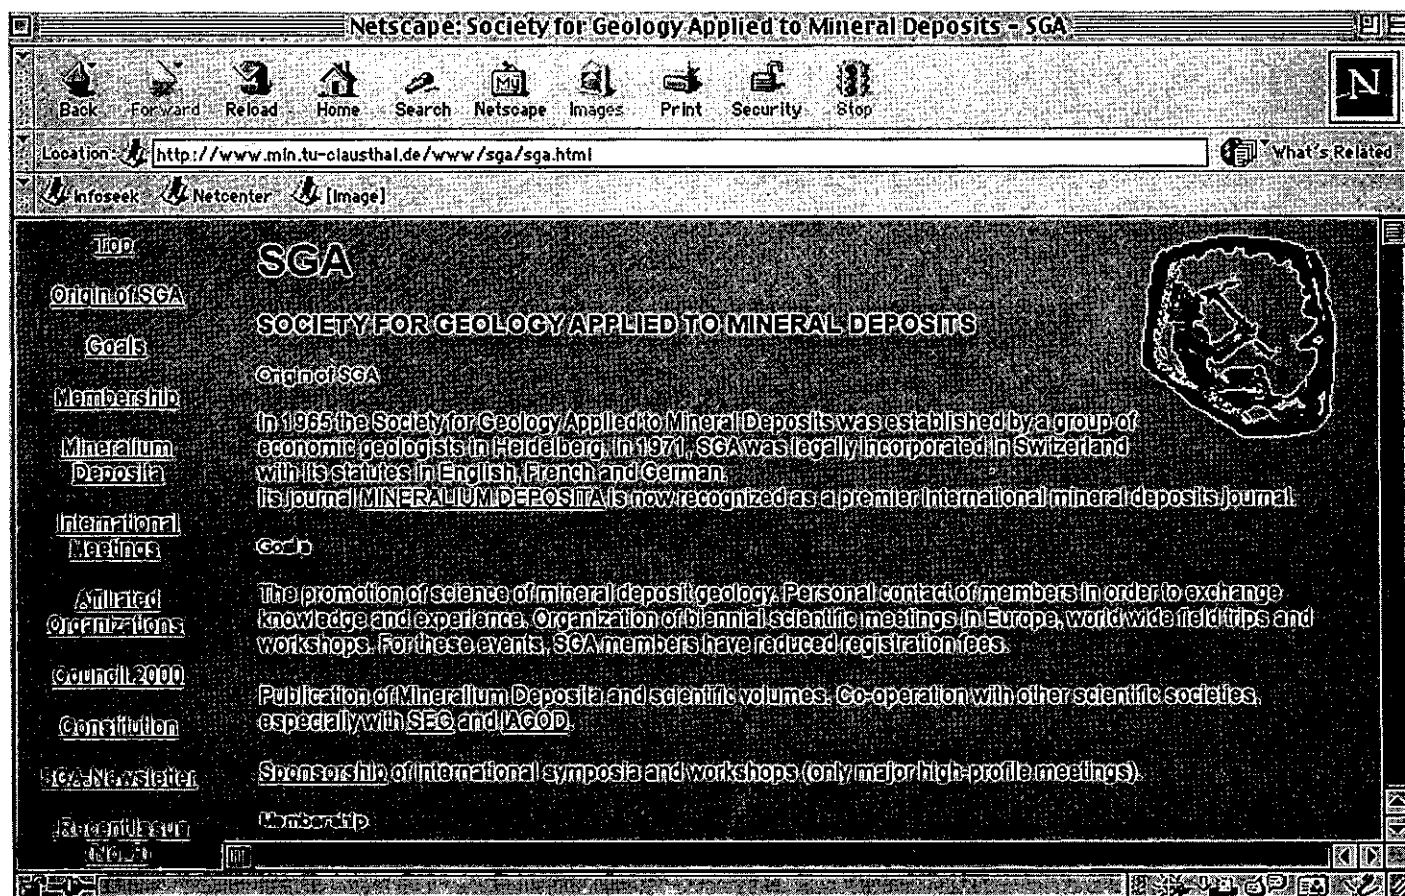 Netscape: Society for Geology Applied to Mineral Deposits - SGA
Back Forward Reload Home Search Netscape Images Print Security Stop
My
N
Location: http://www.min.tu-clausthal.de/www/sga/sga.html What's Related
Infoseek Netcenter [Image]
Top
Origin of SGA
Goals
Membership
Mineralium
Deposita
International
Meetings
Affiliated
Organizations
Council 2000
Constitution
SGA-Newsletter
Recent Issue
SGA
SOCIETY FOR GEOLOGY APPLIED TO MINERAL DEPOSITS
Origin of SGA
In 1965 the Society for Geology Applied to Mineral Deposits was established by a group of
economic geologists in Heidelberg. In 1971, SGA was legally incorporated in Switzerland
with its statutes in English, French and German.
Its journal MINERALIUM DEPOSITA is now recognized as a premier international mineral deposits journal.
Goals
The promotion of science of mineral deposit geology. Personal contact of members in order to exchange
knowledge and experience. Organization of biennial scientific meetings in Europe, world wide field trips and
workshops. For these events, SGA members have reduced registration fees.
Publication of Mineralium Deposita and scientific volumes. Co-operation with other scientific societies,
especially with SEG and IAGOD.
Sponsorship of international symposia and workshops (only major high-profile meetings).
Membership